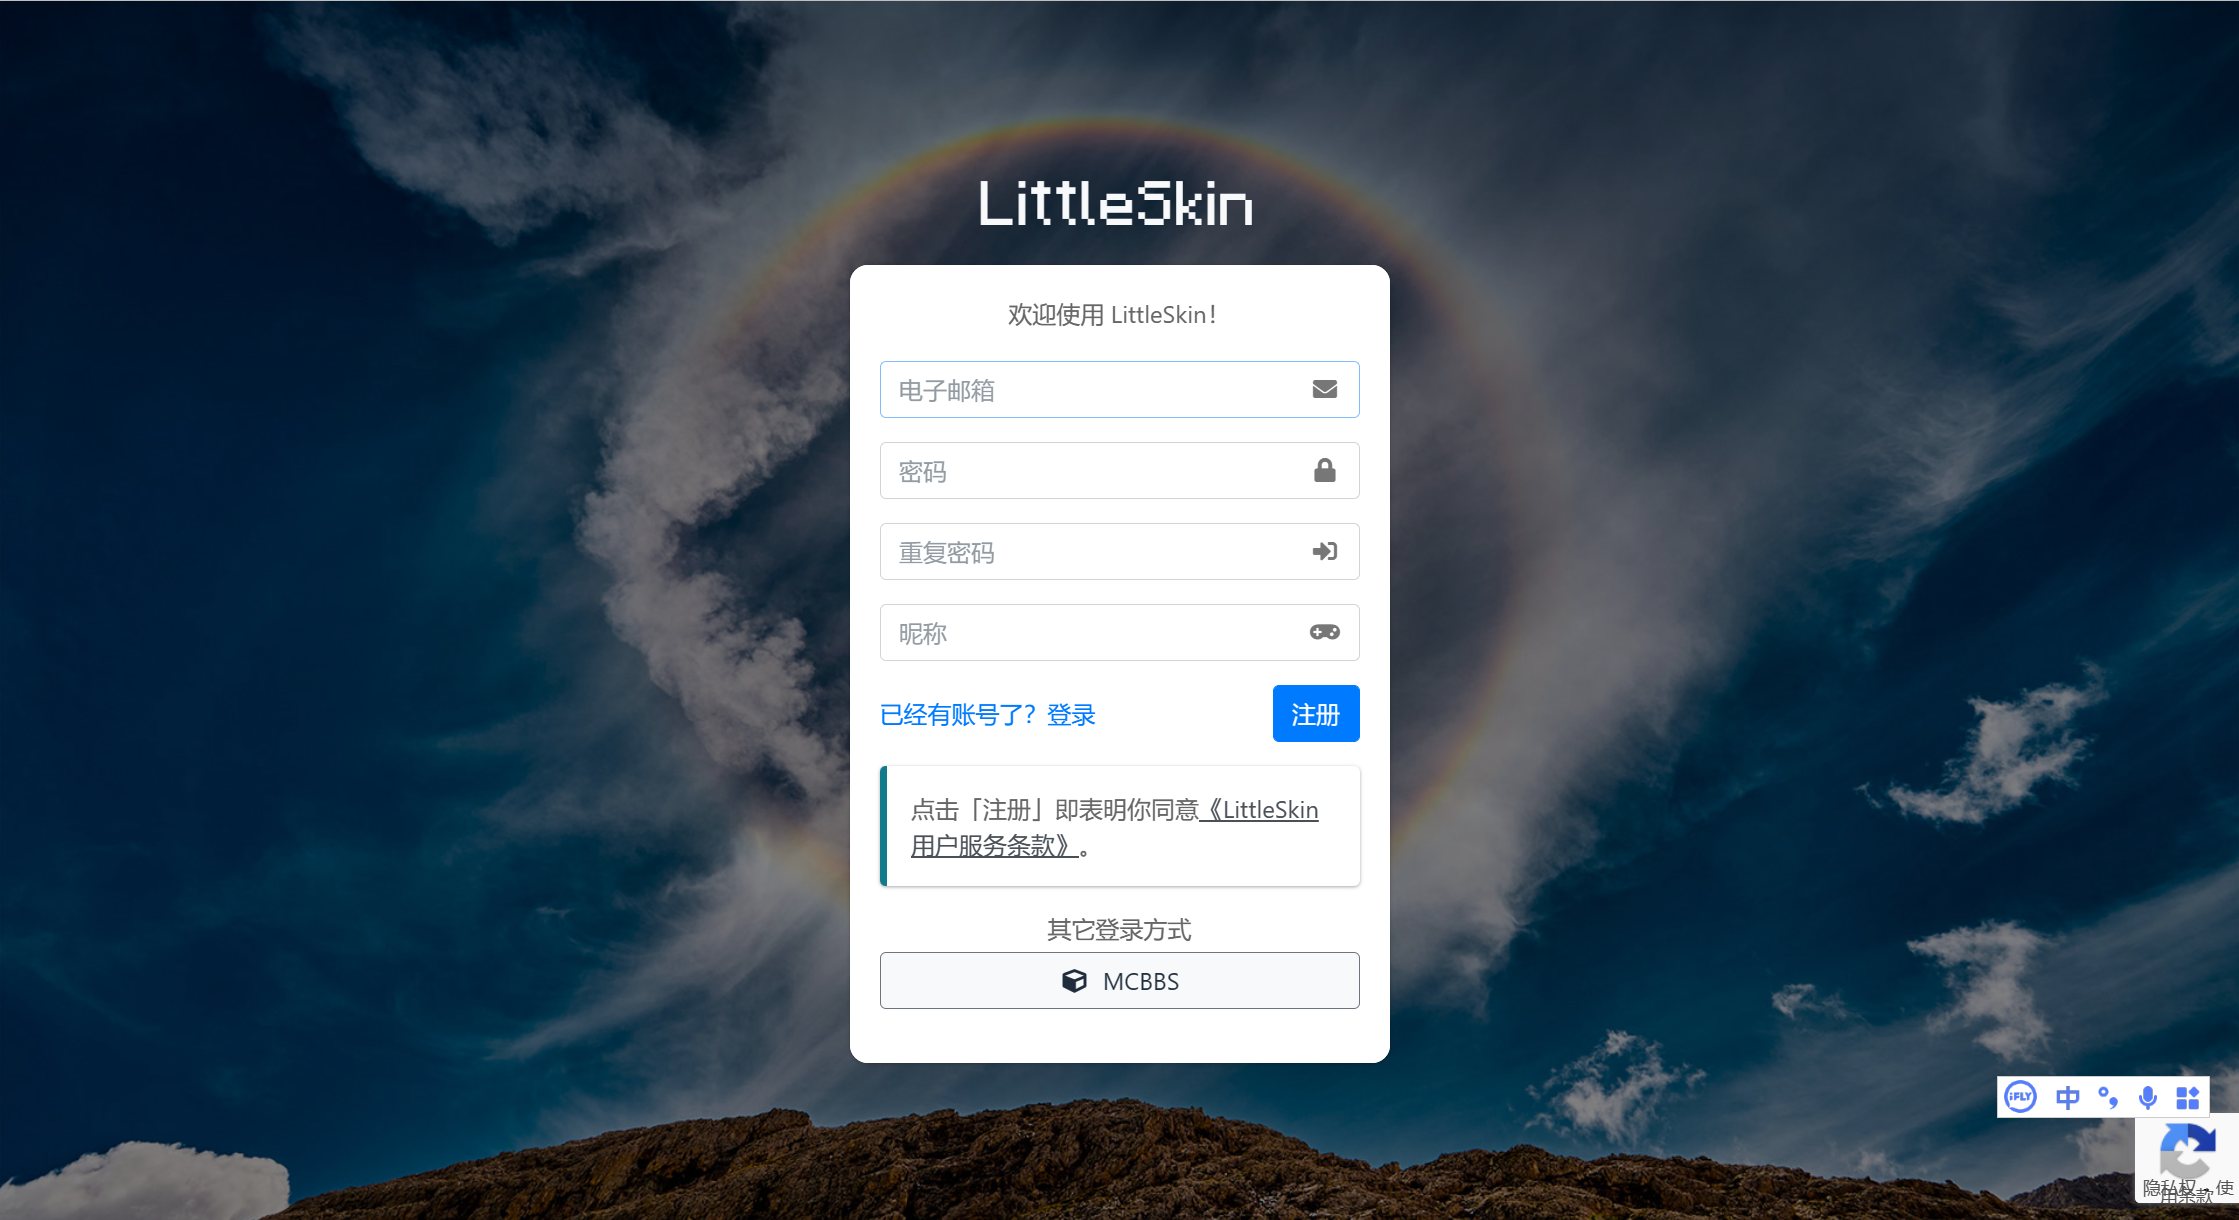 LittleSkin
欢迎使用 LittleSkin！
电子邮箱
密码
重复密码
昵称
已经有账号了？登录
注册
点击「注册」即表明你同意《LittleSkin
用户服务条款》。
其它登录方式
MCBBS
iFLY 中
隐私权 - 使
用条款